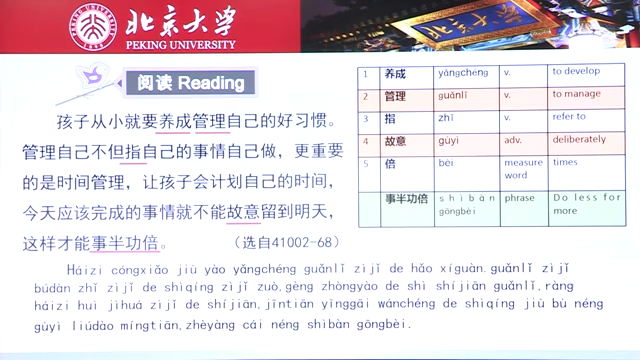 北京大学
PEKING UNIVERSITY
阅读 Reading
孩子从小就要养成管理自己的好习惯。
管理自己不但指自己的事情自己做，更重要
的是时间管理，让孩子会计划自己的时间，
今天应该完成的事情就不能故意留到明天，
这样才能事半功倍。 （选自41002-68）
1 养成 yǎngchéng v. to develop
2 管理 guǎnlǐ v. to manage
3 指 zhǐ v. refer to
4 故意 gùyì adv. deliberately
5 倍 bèi measure word times
事半功倍 shìbàn gōngbèi phrase Do less for more
Háizi cóngxiǎo jiù yào yǎngchéng guǎnlǐ zìjǐ de hǎo xíguàn. guǎnlǐ zìjǐ
búdàn zhǐ zìjǐ de shìqíng zìjǐ zuò, gèng zhòngyào de shì shíjiān guǎnlǐ, ràng
háizi huì jìhuá zìjǐ de shíjiān, jīntiān yīnggāi wánchéng de shìqíng jiù bù néng
gùyì liúdào míngtiān, zhèyàng cái néng shìbàn gōngbèi.